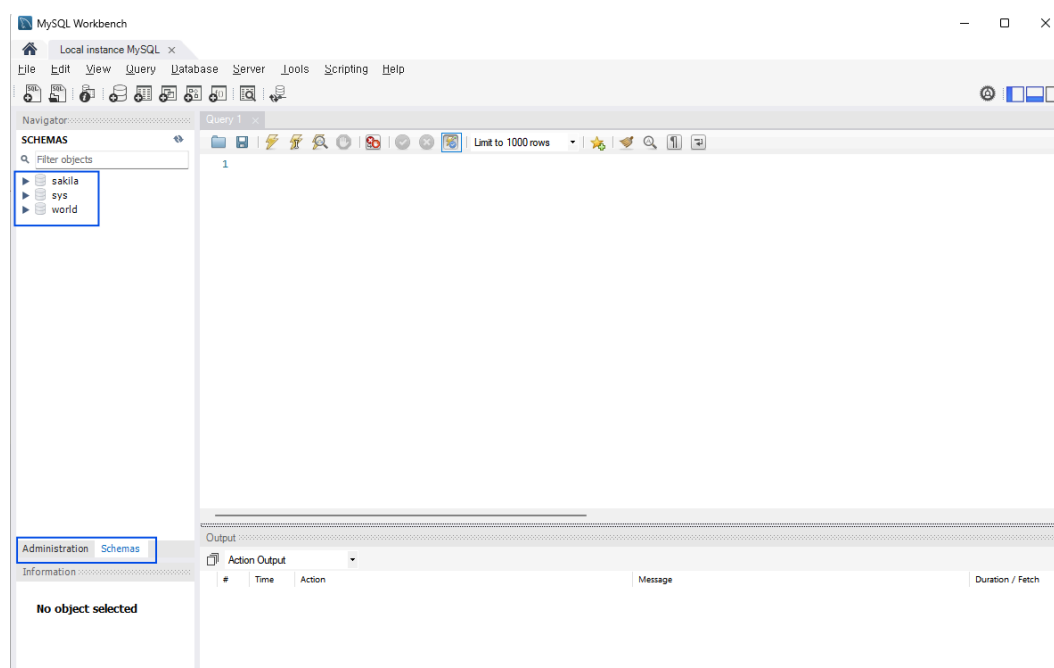 MySQL Workbench
Local instance MySQL
File Edit View Query Database Server Tools Scripting Help
Navigator
Query 1
SCHEMAS
Limit to 1000 rows
Filter objects
1
sakila
sys
world
Output
Administration Schemas
Action Output
Information
# Time Action Message Duration / Fetch
No object selected